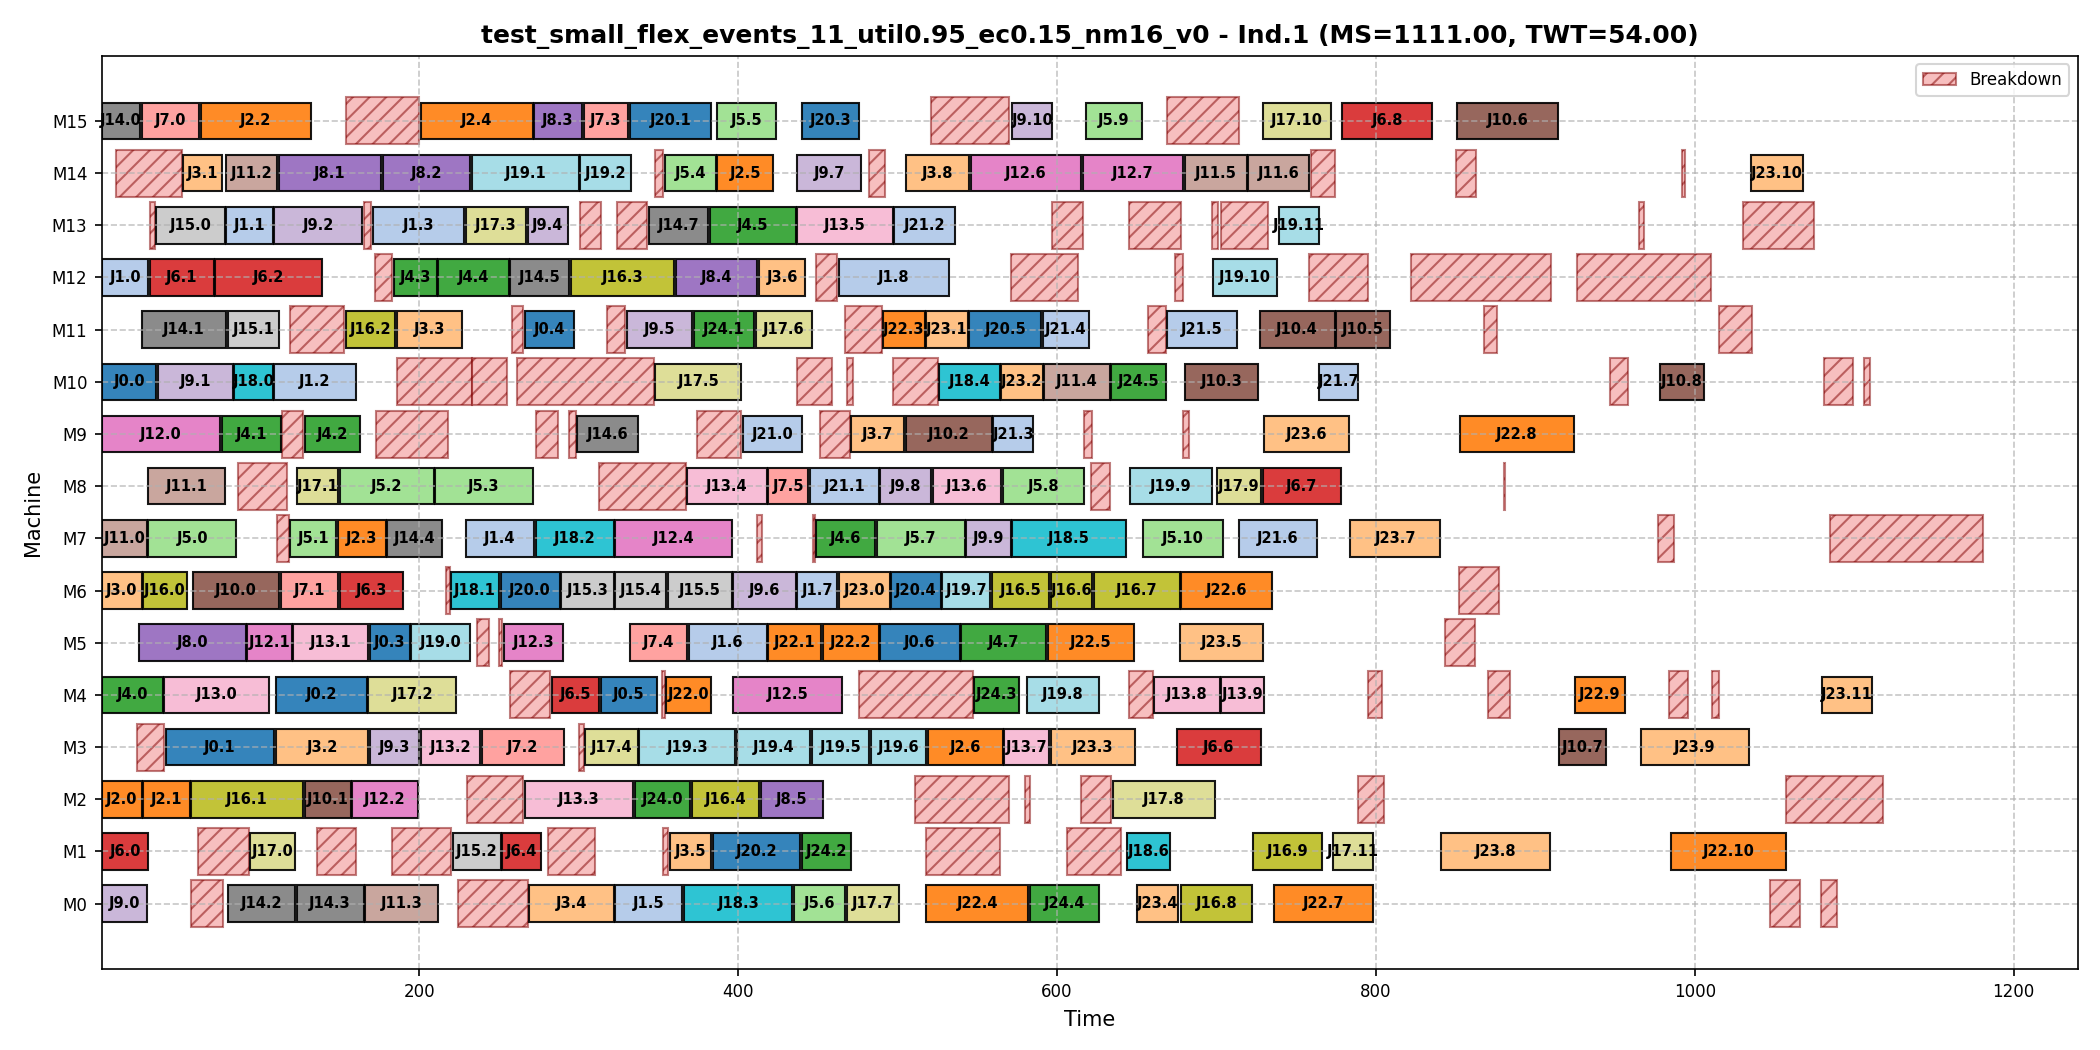 test_small_flex_events_11_util0.95_ec0.15_nm16_v0 - Ind.1 (MS=1111.00, TWT=54.00)
Breakdown
M15 J14.0 J7.0 J2.2 J2.4 J8.3 J7.3 J20.1 J5.5 J20.3 J9.10 J5.9 J17.10 J6.8 J10.6
M14 J3.1 J11.2 J8.1 J8.2 J19.1 J19.2 J5.4 J2.5 J9.7 J3.8 J12.6 J12.7 J11.5 J11.6 J23.10
M13 J15.0 J1.1 J9.2 J1.3 J17.3 J9.4 J14.7 J4.5 J13.5 J21.2 J19.11
M12 J1.0 J6.1 J6.2 J4.3 J4.4 J14.5 J16.3 J8.4 J3.6 J1.8 J19.10
M11 J14.1 J15.1 J16.2 J3.3 J0.4 J9.5 J24.1 J17.6 J22.3 J23.1 J20.5 J21.4 J21.5 J10.4 J10.5
M10 J0.0 J9.1 J18.0 J1.2 J17.5 J18.4 J23.2 J11.4 J24.5 J10.3 J21.7 J10.8
M9 J12.0 J4.1 J4.2 J14.6 J21.0 J3.7 J10.2 J21.3 J23.6 J22.8
M8 J11.1 J17.1 J5.2 J5.3 J13.4 J7.5 J21.1 J9.8 J13.6 J5.8 J19.9 J17.9 J6.7
M7 J11.0 J5.0 J5.1 J2.3 J14.4 J1.4 J18.2 J12.4 J4.6 J5.7 J9.9 J18.5 J5.10 J21.6 J23.7
M6 J3.0 J16.0 J10.0 J7.1 J6.3 J18.1 J20.0 J15.3 J15.4 J15.5 J9.6 J1.7 J23.0 J20.4 J19.7 J16.5 J16.6 J16.7 J22.6
M5 J8.0 J12.1 J13.1 J0.3 J19.0 J12.3 J7.4 J1.6 J22.1 J22.2 J0.6 J4.7 J22.5 J23.5
M4 J4.0 J13.0 J0.2 J17.2 J6.5 J0.5 J22.0 J12.5 J24.3 J19.8 J13.8 J13.9 J22.9 J23.11
M3 J0.1 J3.2 J9.3 J13.2 J7.2 J17.4 J19.3 J19.4 J19.5 J19.6 J2.6 J13.7 J23.3 J6.6 J10.7 J23.9
M2 J2.0 J2.1 J16.1 J10.1 J12.2 J13.3 J24.0 J16.4 J8.5 J17.8
M1 J6.0 J17.0 J15.2 J6.4 J3.5 J20.2 J24.2 J18.6 J16.9 J17.11 J23.8 J22.10
M0 J9.0 J14.2 J14.3 J11.3 J3.4 J1.5 J18.3 J5.6 J17.7 J22.4 J24.4 J23.4 J16.8 J22.7
200 400 600 800 1000 1200
Time
Machine